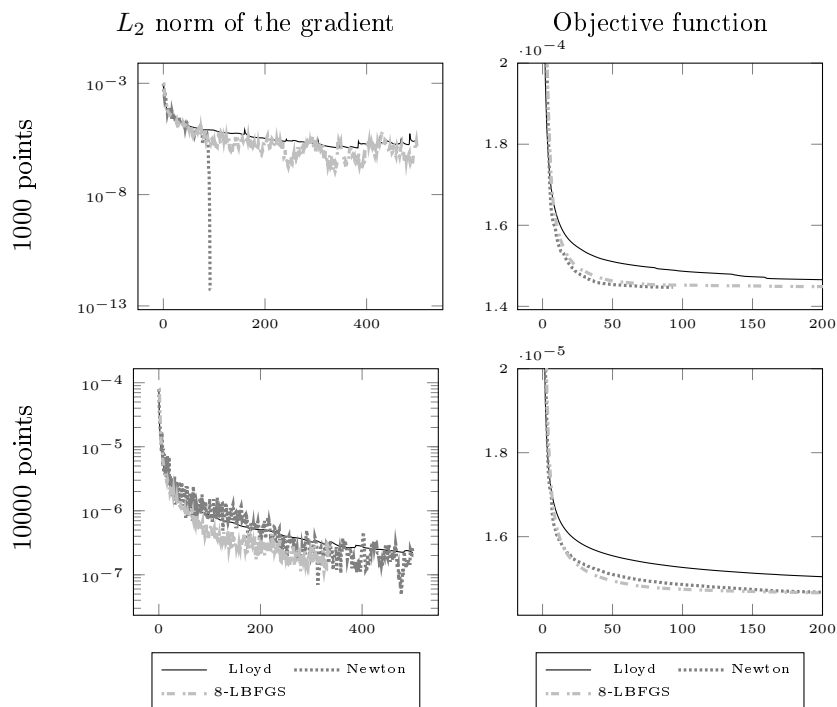 L₂ norm of the gradient
Objective function
1000 points
10⁻³
10⁻⁸
10⁻¹³
0 200 400
·10⁻⁴
2
1.8
1.6
1.4
0 50 100 150 200
10000 points
10⁻⁴
10⁻⁵
10⁻⁶
10⁻⁷
0 200 400
·10⁻⁵
2
1.8
1.6
0 50 100 150 200
Lloyd Newton
8-LBFGS
Lloyd Newton
8-LBFGS